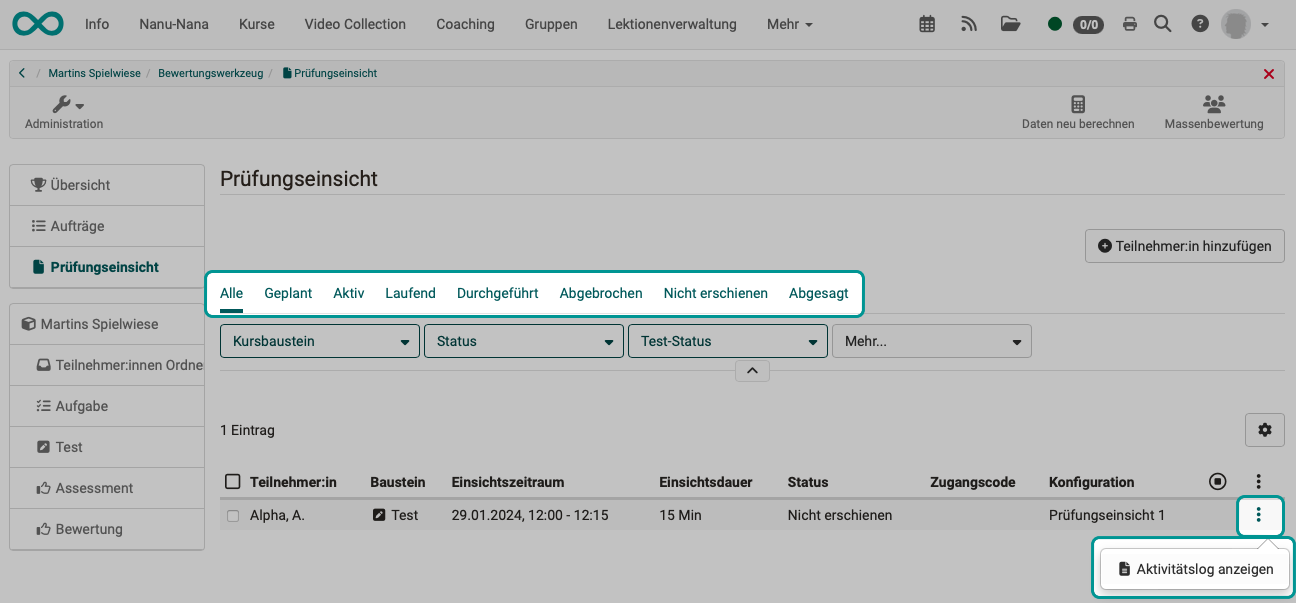 Info Nanu-Nana Kurse Video Collection Coaching Gruppen Lektionenverwaltung Mehr 0/0
/ Martins Spielwiese / Bewertungswerkzeug / Prüfungseinsicht
Administration Daten neu berechnen Massenbewertung
Übersicht
Aufträge
Prüfungseinsicht
Martins Spielwiese
Teilnehmer:innen Ordne
Aufgabe
Test
Assessment
Bewertung
Prüfungseinsicht
Teilnehmer:in hinzufügen
Alle Geplant Aktiv Laufend Durchgeführt Abgebrochen Nicht erschienen Abgesagt
Kursbaustein Status Test-Status Mehr...
1 Eintrag
Teilnehmer:in Baustein Einsichtszeitraum Einsichtsdauer Status Zugangscode Konfiguration
Alpha, A. Test 29.01.2024, 12:00 - 12:15 15 Min Nicht erschienen Prüfungseinsicht 1
Aktivitätslog anzeigen